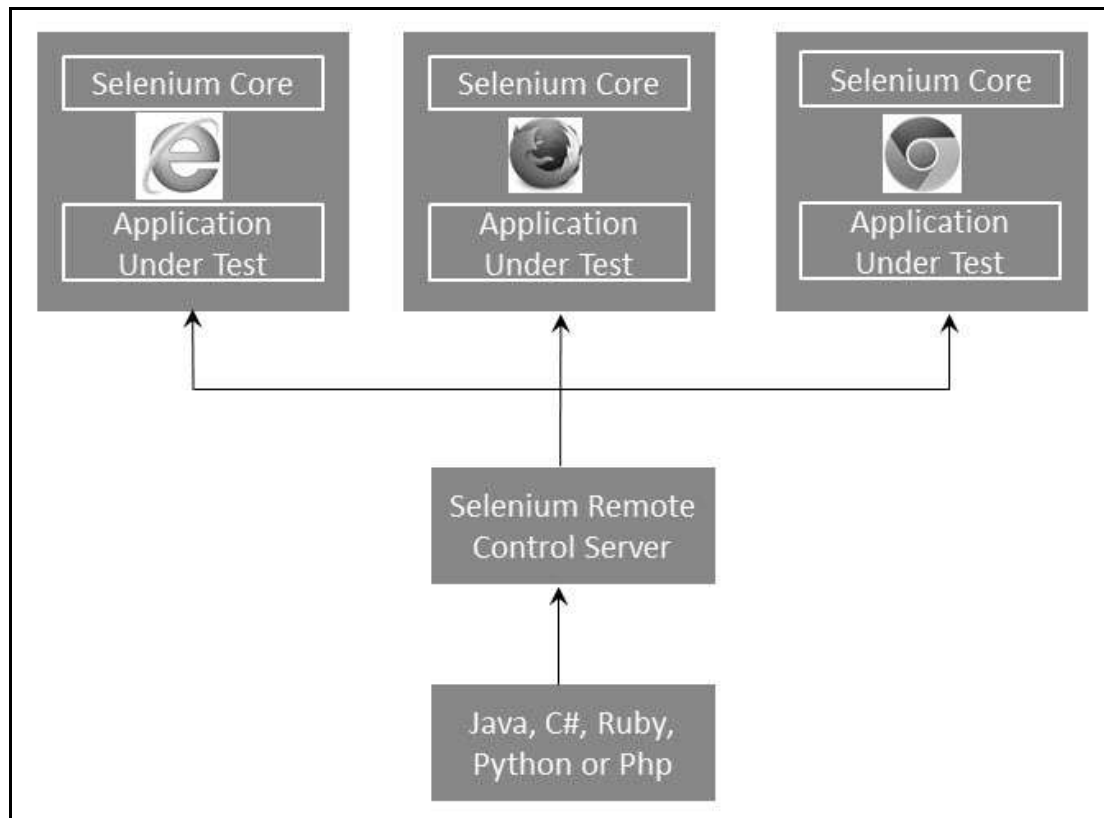 Selenium Core
Application
Under Test
Selenium Core
Application
Under Test
Selenium Core
Application
Under Test
Selenium Remote
Control Server
Java, C#, Ruby,
Python or Php